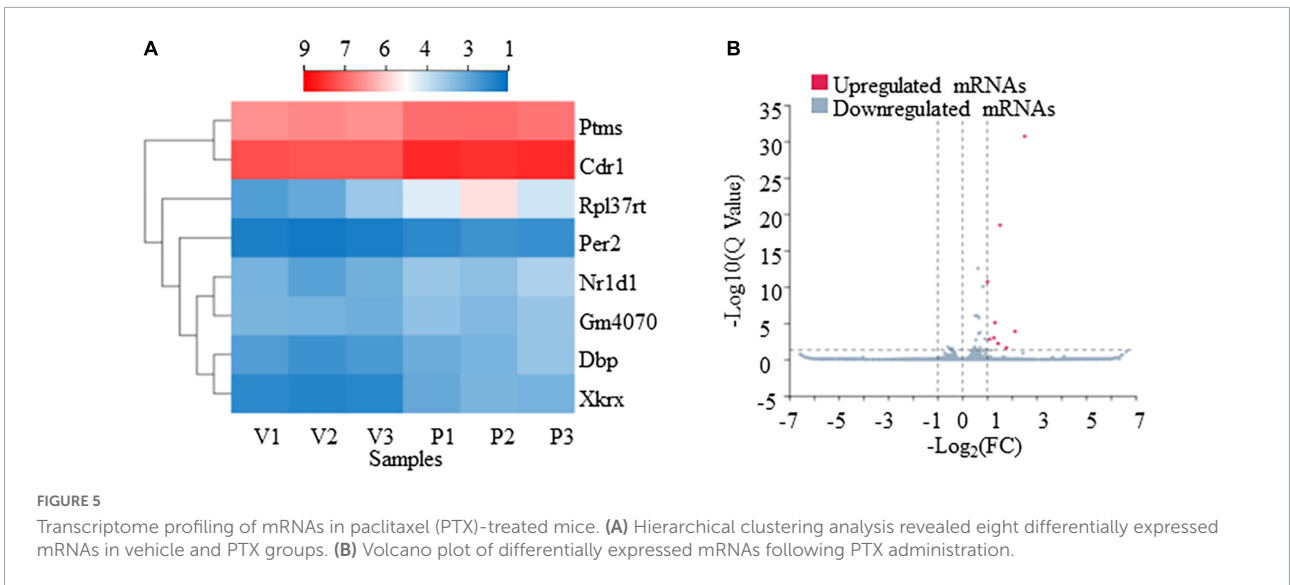 A
9 7 6 4 3 1
Ptms
Cdr1
Rpl37rt
Per2
Nr1d1
Gm4070
Dbp
Xkrx
V1 V2 V3 P1 P2 P3
Samples
B
Upregulated mRNAs
Downregulated mRNAs
35
30
25
20
15
10
5
0
-5
-Log10(Q Value)
-7 -5 -3 -1 0 1 3 5 7
-Log2(FC)
FIGURE 5
Transcriptome profiling of mRNAs in paclitaxel (PTX)-treated mice. (A) Hierarchical clustering analysis revealed eight differentially expressed
mRNAs in vehicle and PTX groups. (B) Volcano plot of differentially expressed mRNAs following PTX administration.